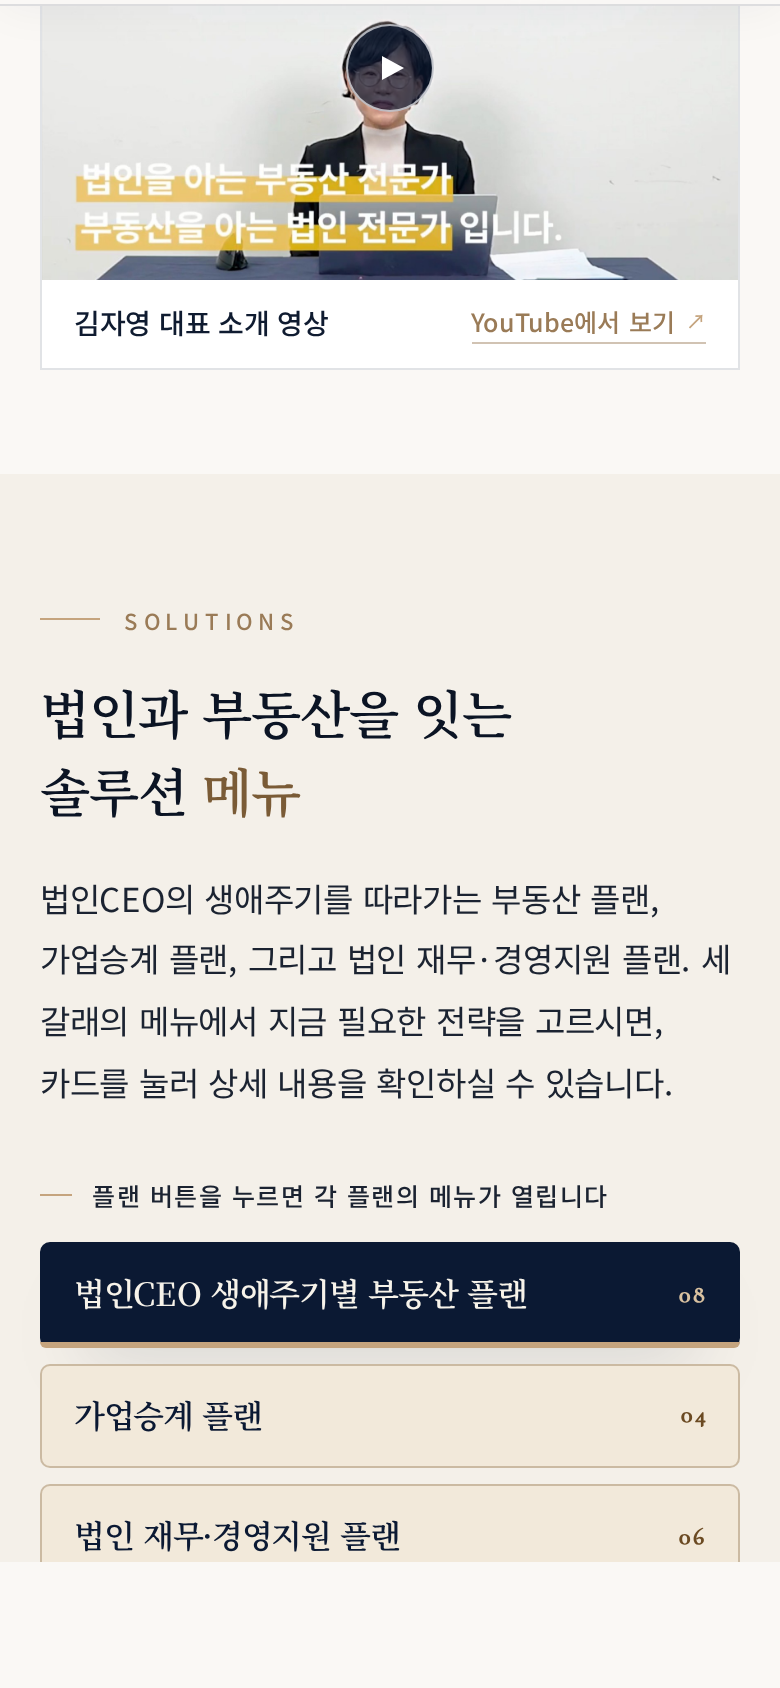 법인을 아는 부동산 전문가
부동산을 아는 법인 전문가 입니다.
김자영 대표 소개 영상
YouTube에서 보기 ↗
SOLUTIONS
법인과 부동산을 잇는
솔루션 메뉴
법인CEO의 생애주기를 따라가는 부동산 플랜,
가업승계 플랜, 그리고 법인 재무·경영지원 플랜. 세
갈래의 메뉴에서 지금 필요한 전략을 고르시면,
카드를 눌러 상세 내용을 확인하실 수 있습니다.
플랜 버튼을 누르면 각 플랜의 메뉴가 열립니다
법인CEO 생애주기별 부동산 플랜 08
가업승계 플랜 04
법인 재무·경영지원 플랜 06